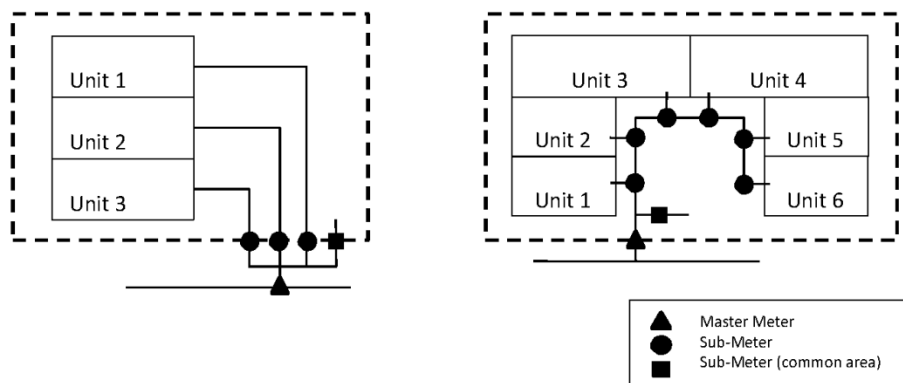 Unit 1
Unit 2
Unit 3
Unit 3
Unit 4
Unit 2
Unit 5
Unit 1
Unit 6
Master Meter
Sub-Meter
Sub-Meter (common area)